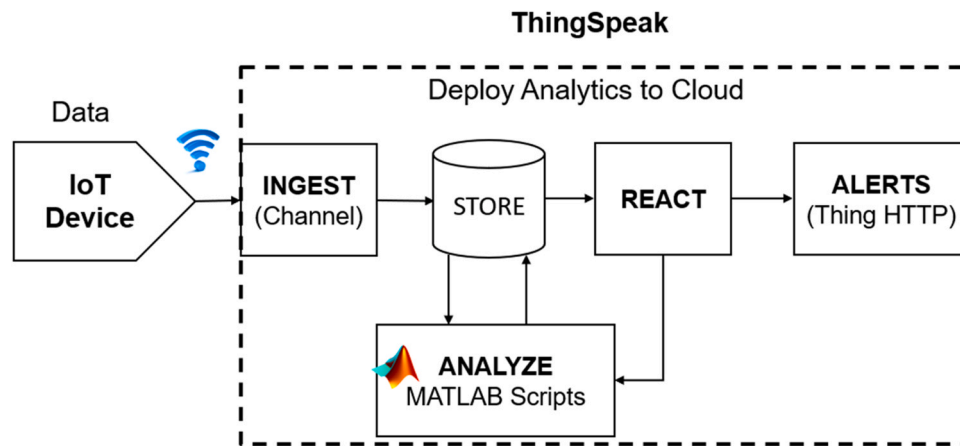 ThingSpeak
Deploy Analytics to Cloud
Data
IoT
Device
INGEST
(Channel)
STORE
REACT
ALERTS
(Thing HTTP)
ANALYZE
MATLAB Scripts